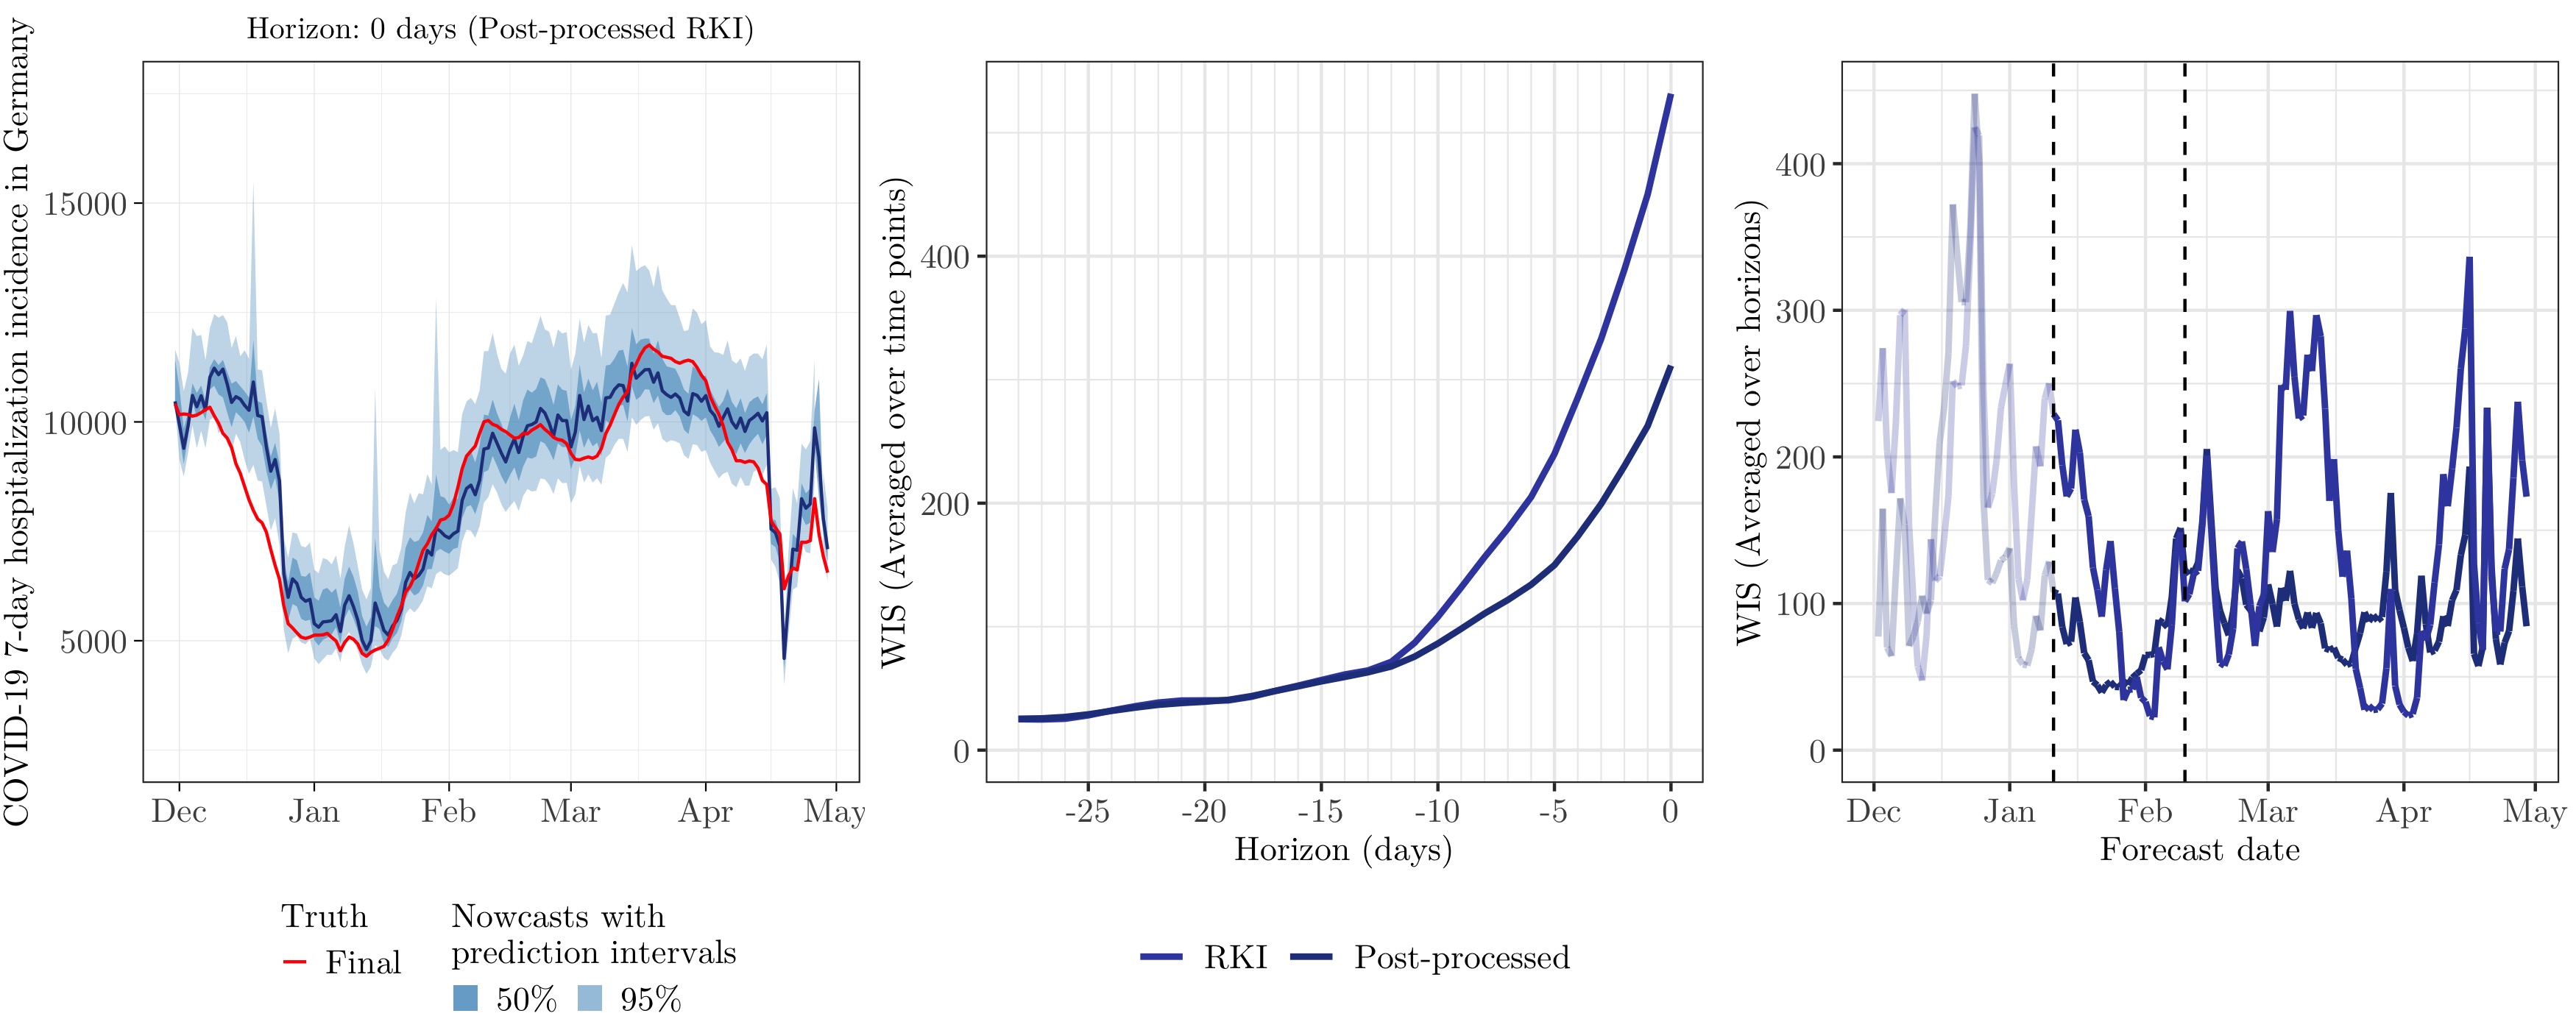 Horizon: 0 days (Post-processed RKI)
COVID-19 7-day hospitalization incidence in Germany
15000
10000
5000
Dec Jan Feb Mar Apr May
Truth
Final
Nowcasts with
prediction intervals
50% 95%
WIS (Averaged over time points)
400
200
0
-25 -20 -15 -10 -5 0
Horizon (days)
RKI Post-processed
WIS (Averaged over horizons)
400
300
200
100
0
Dec Jan Feb Mar Apr May
Forecast date